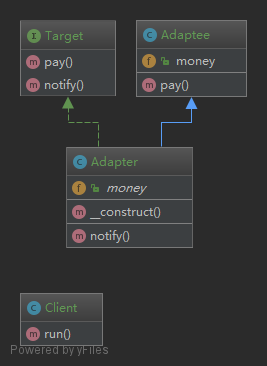 Target
pay()
notify()
Adaptee
money
pay()
Adapter
money
__construct()
notify()
Client
run()
Powered by yFiles